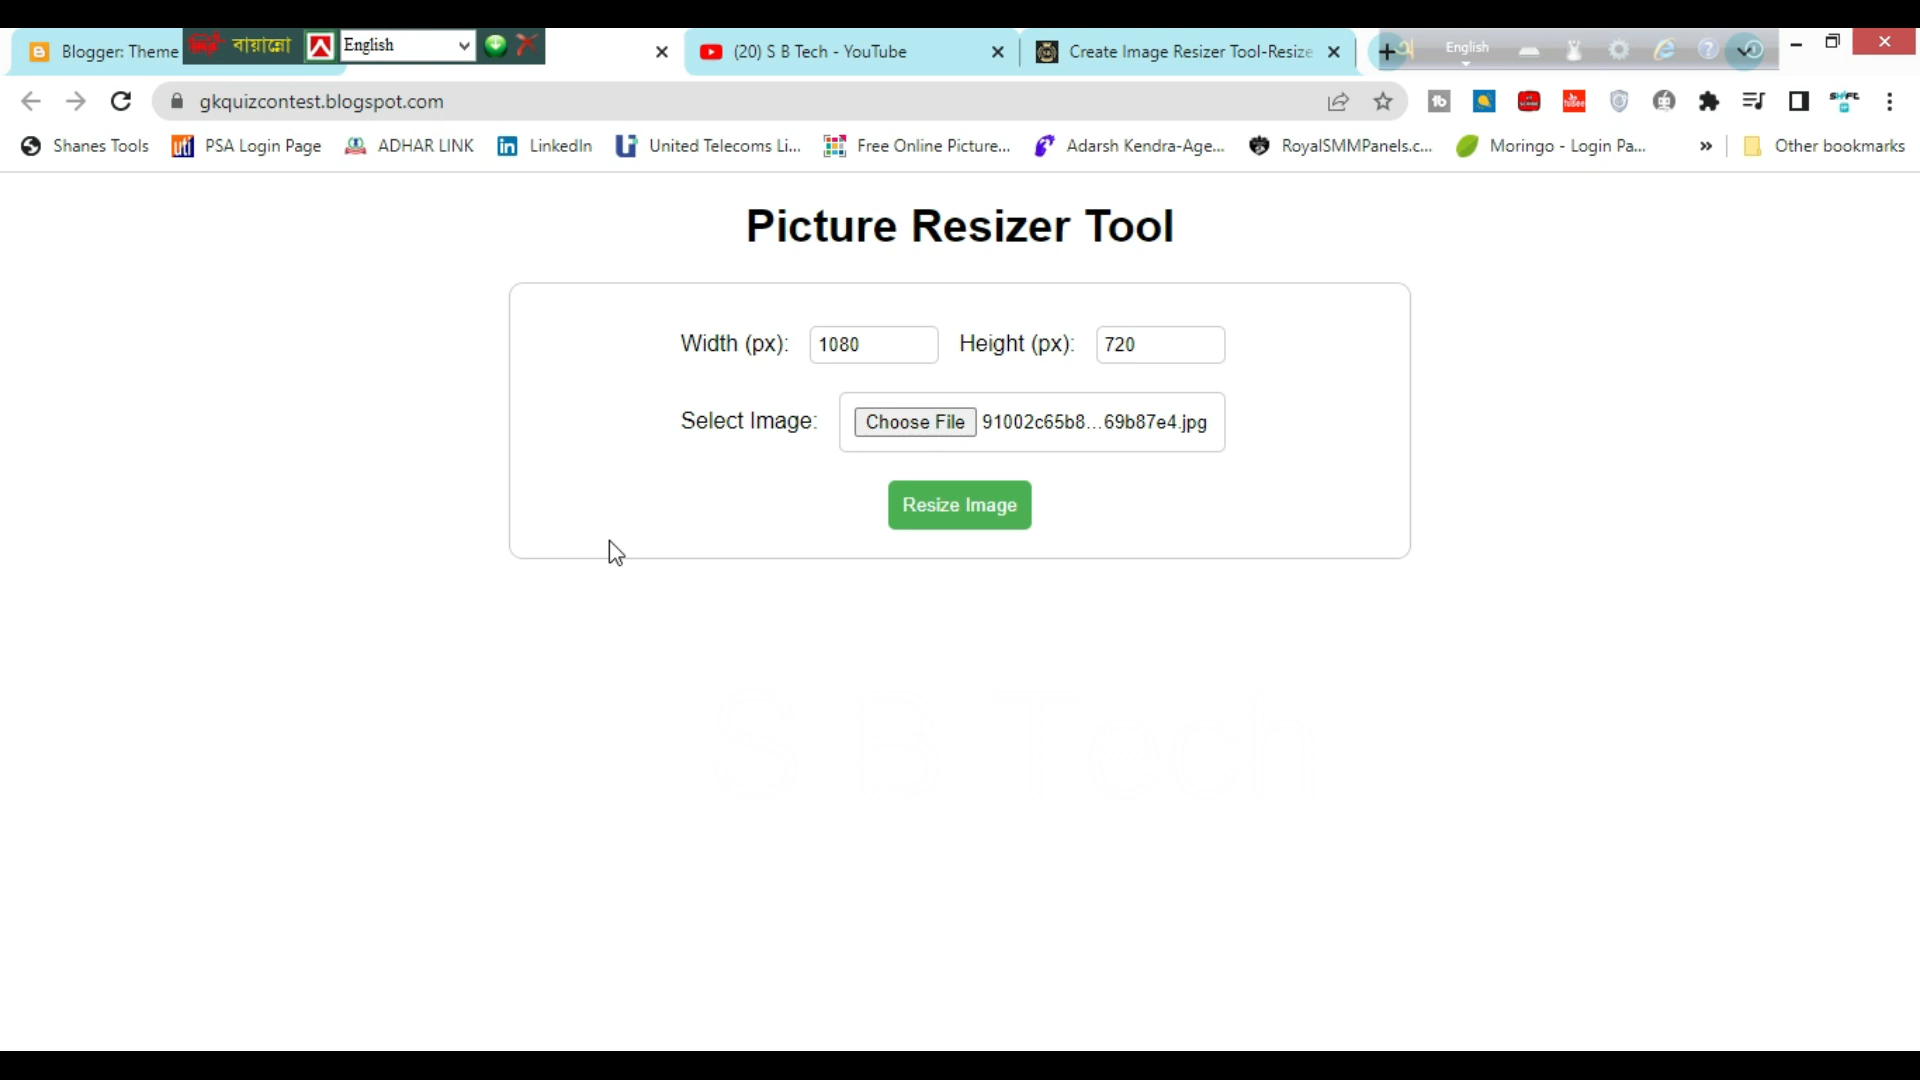 Blogger: Theme
বায়ান্নো
English
(20) S B Tech - YouTube
Create Image Resizer Tool-Resize
English
gkquizcontest.blogspot.com
Shanes Tools
PSA Login Page
ADHAR LINK
LinkedIn
United Telecoms Li...
Free Online Picture...
Adarsh Kendra-Age...
RoyalSMMPanels.c...
Moringo - Login Pa...
»
Other bookmarks
Picture Resizer Tool
Width (px): 1080 Height (px): 720
Select Image: Choose File 91002c65b8...69b87e4.jpg
Resize Image
S B Tech